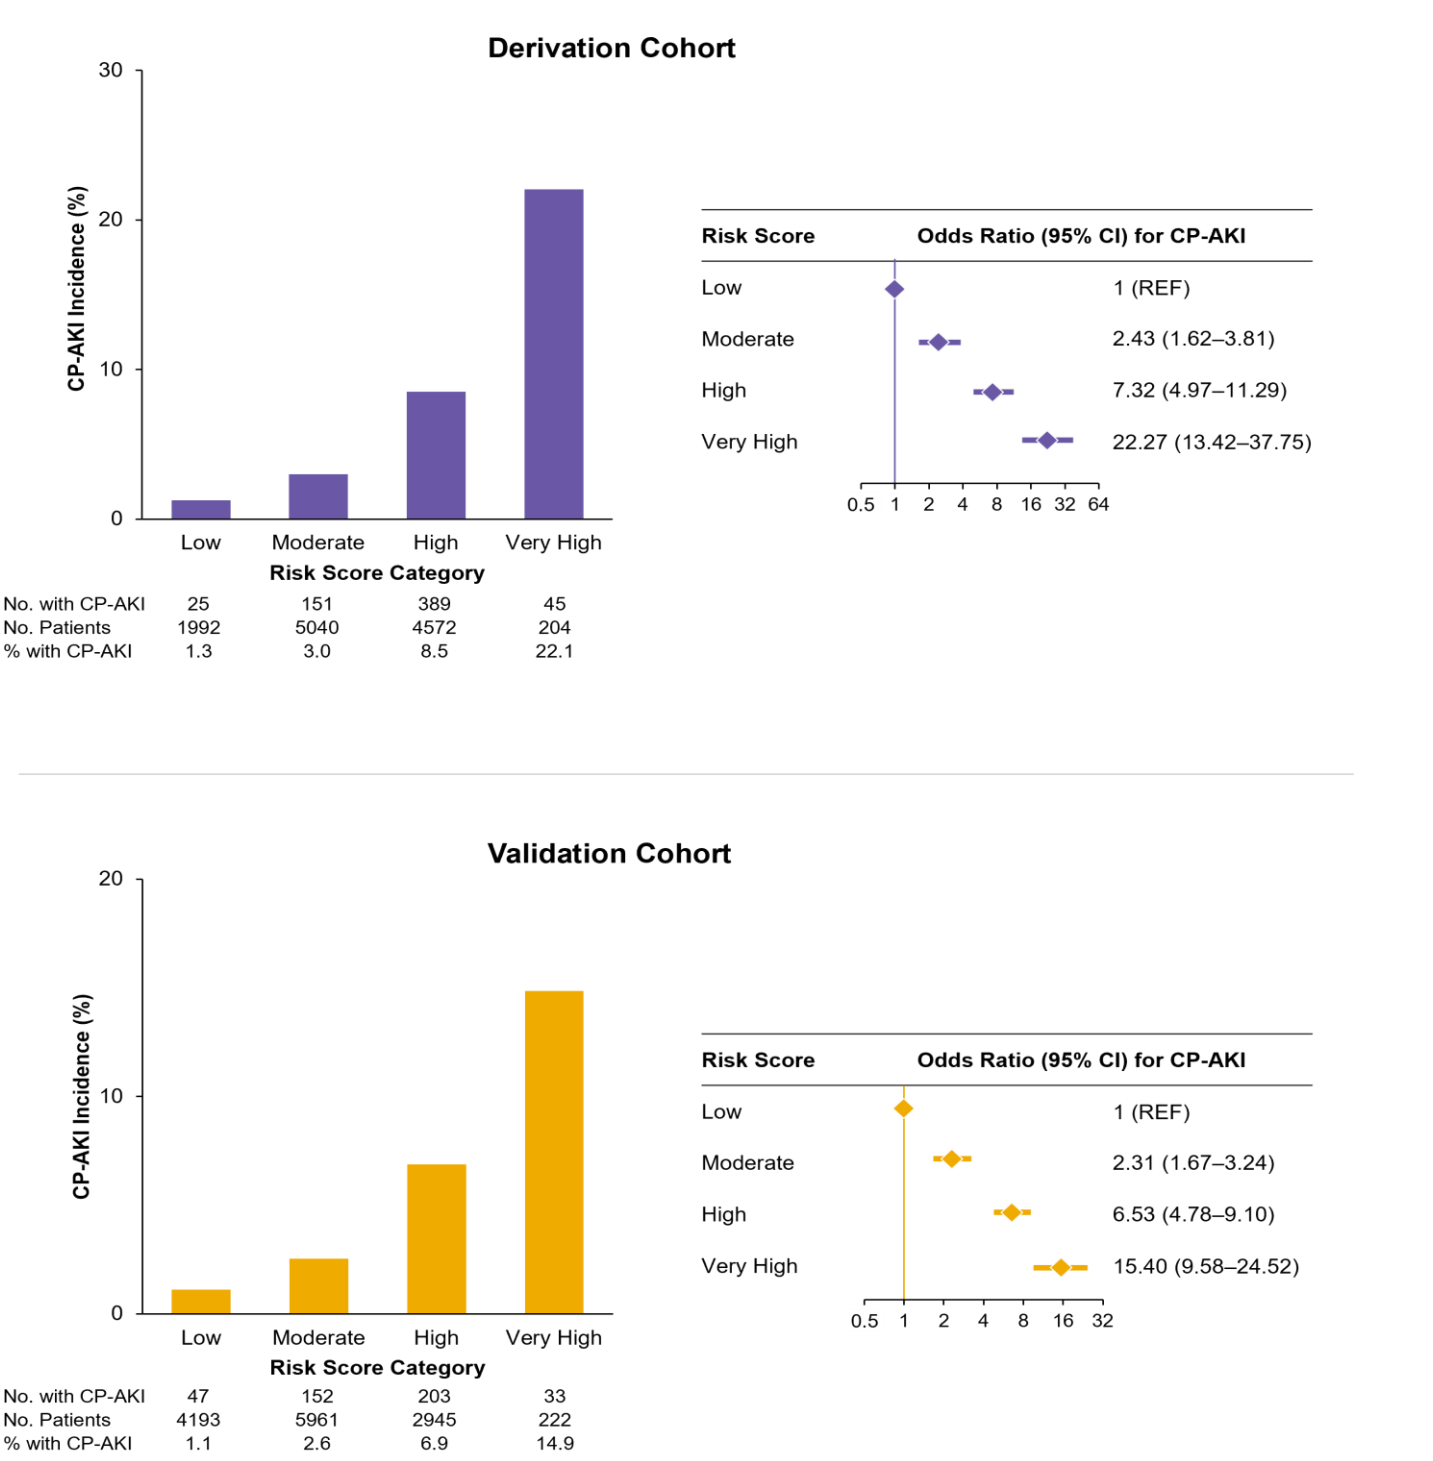 Derivation Cohort
30
20
10
0
CP-AKI Incidence (%)
Low Moderate High Very High
Risk Score Category
No. with CP-AKI 25 151 389 45
No. Patients 1992 5040 4572 204
% with CP-AKI 1.3 3.0 8.5 22.1
Risk Score Odds Ratio (95% CI) for CP-AKI
Low 1 (REF)
Moderate 2.43 (1.62–3.81)
High 7.32 (4.97–11.29)
Very High 22.27 (13.42–37.75)
0.5 1 2 4 8 16 32 64
Validation Cohort
20
10
0
CP-AKI Incidence (%)
Low Moderate High Very High
Risk Score Category
No. with CP-AKI 47 152 203 33
No. Patients 4193 5961 2945 222
% with CP-AKI 1.1 2.6 6.9 14.9
Risk Score Odds Ratio (95% CI) for CP-AKI
Low 1 (REF)
Moderate 2.31 (1.67–3.24)
High 6.53 (4.78–9.10)
Very High 15.40 (9.58–24.52)
0.5 1 2 4 8 16 32